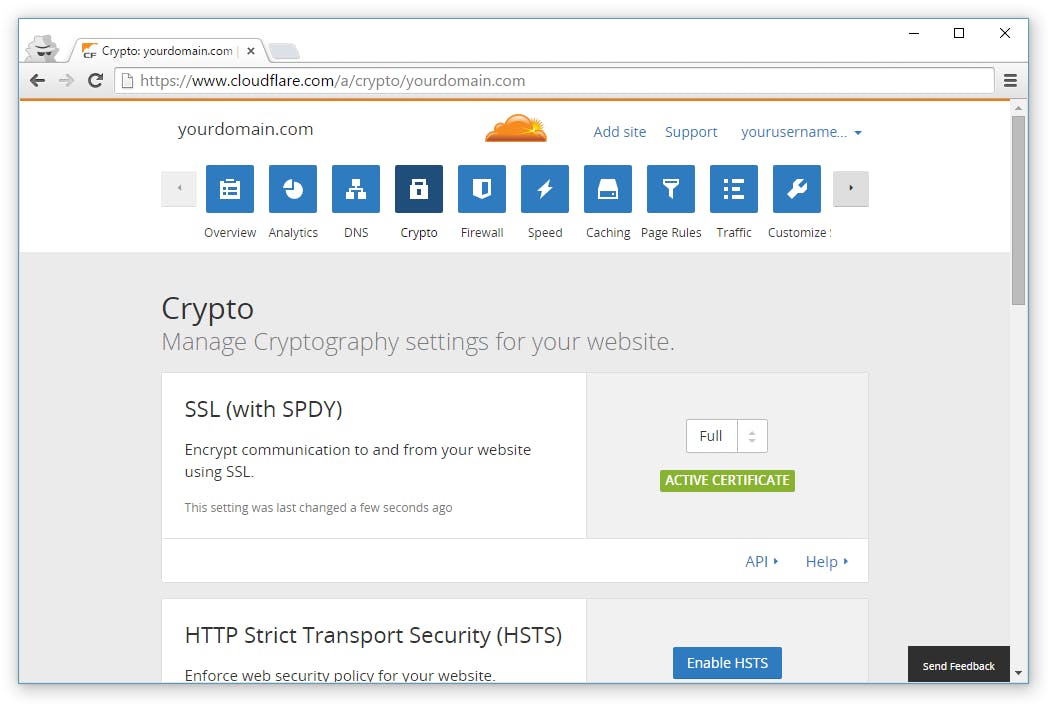 CF Crypto: yourdomain.com
https://www.cloudflare.com/a/crypto/yourdomain.com
yourdomain.com
Add site Support yourusername...
Overview Analytics DNS Crypto Firewall Speed Caching Page Rules Traffic Customize
Crypto
Manage Cryptography settings for your website.
SSL (with SPDY)
Full
Encrypt communication to and from your website
using SSL.
ACTIVE CERTIFICATE
This setting was last changed a few seconds ago
API Help
HTTP Strict Transport Security (HSTS)
Enable HSTS
Enforce web security policy for your website.
Send Feedback